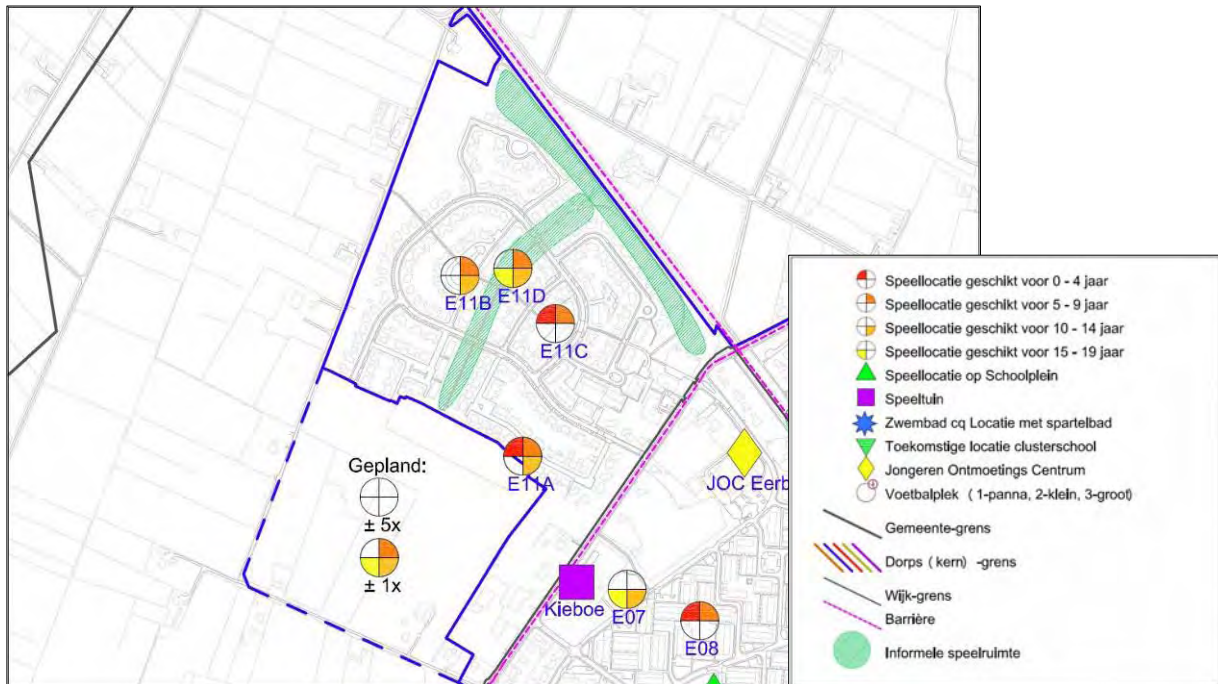 E11B
E11D
E11C
E11A
Gepland:
± 5x
± 1x
JOC Eerb
Kieboe
E07
E08
Speellocatie geschikt voor 0 - 4 jaar
Speellocatie geschikt voor 5 - 9 jaar
Speellocatie geschikt voor 10 - 14 jaar
Speellocatie geschikt voor 15 - 19 jaar
Speellocatie op Schoolplein
Speeltuin
Zwembad cq Locatie met spartelbad
Toekomstige locatie clusterschool
Jongeren Ontmoetings Centrum
Voetbalplek ( 1-panna, 2-klein, 3-groot)
Gemeente-grens
Dorps ( kern) -grens
Wijk-grens
Barrière
Informele speelruimte